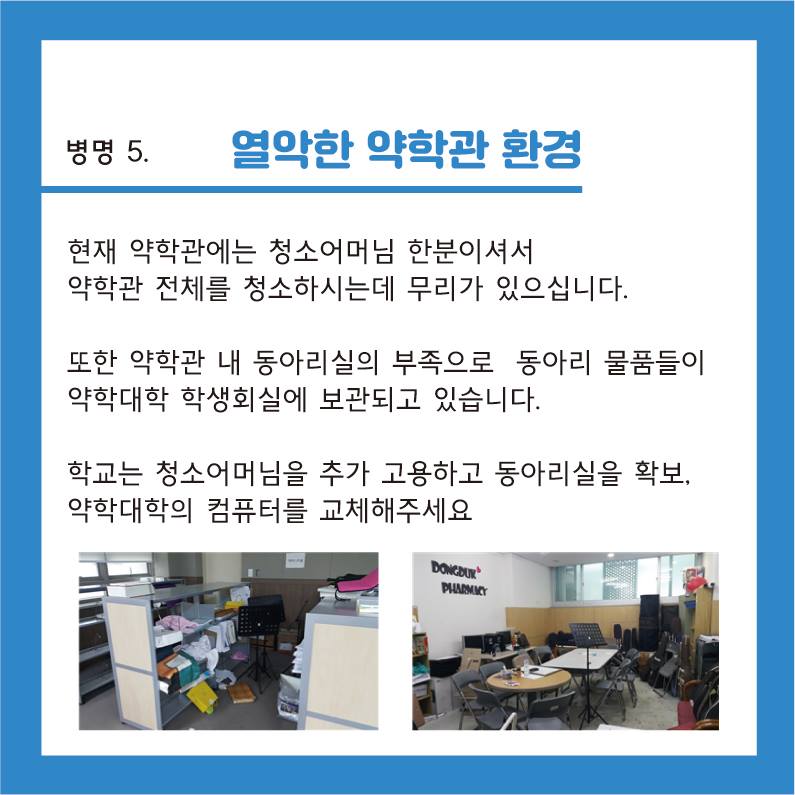 병명 5. 열악한 약학관 환경
현재 약학관에는 청소어머님 한분이셔서
약학관 전체를 청소하시는데 무리가 있으십니다.
또한 약학관 내 동아리실의 부족으로 동아리 물품들이
약학대학 학생회실에 보관되고 있습니다.
학교는 청소어머님을 추가 고용하고 동아리실을 확보,
약학대학의 컴퓨터를 교체해주세요
DONGDUK
PHARMACY